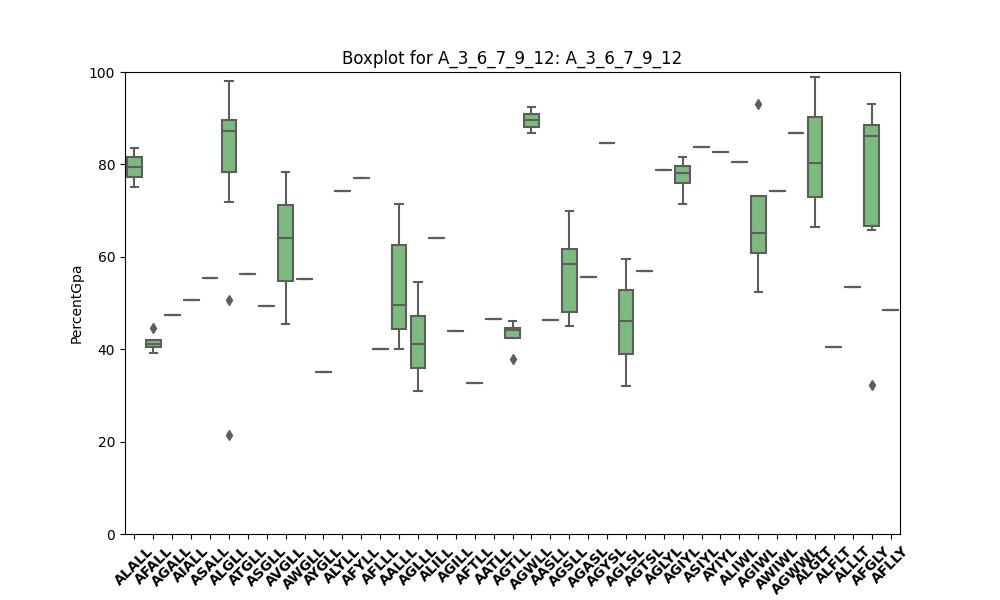 Boxplot for A_3_6_7_9_12: A_3_6_7_9_12
PercentGpa
100
80
60
40
20
0
ALALL
AFALL
AGALL
AIALL
ASALL
ALGLL
ATGLL
ASGLL
AVGLL
AWGLL
AYGLL
ALYLL
AFYLL
AFLLL
AALLL
AGLLL
ALILL
AGILL
AFTLL
AATLL
AGTLL
AGWLL
AASLL
AGSLL
AGASL
AGYSL
AGLSL
AGTSL
AGLYL
AGIYL
ASIYL
AYIYL
ALIWL
AGIWL
AWIWL
AGWWL
ALGLT
ALFLT
ALLLT
AFGLY
AFLLY